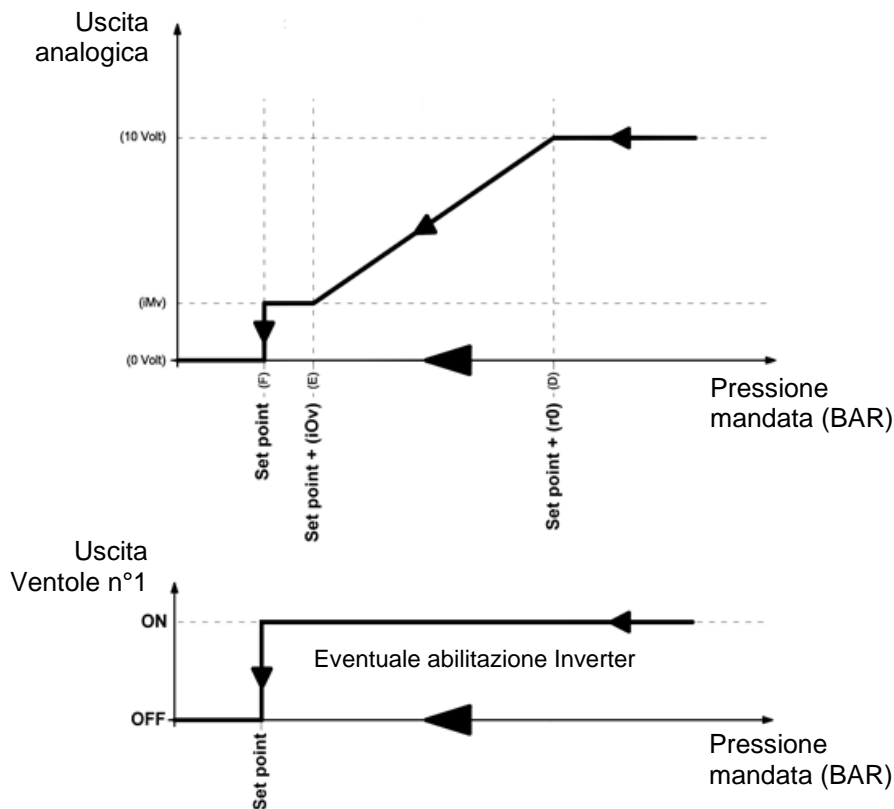 Uscita
analogica
(10 Volt)
(iMv)
(0 Volt)
Set point - (F)
Set point + (iOv) - (E)
Set point + (r0) - (D)
Pressione
mandata (BAR)
Uscita
Ventole n°1
ON
Eventuale abilitazione Inverter
OFF
Set point
Pressione
mandata (BAR)